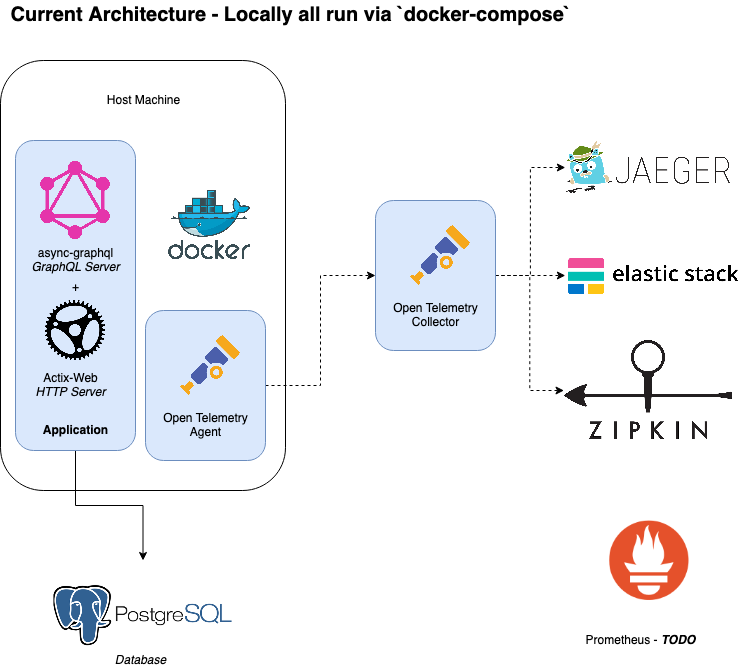 Current Architecture - Locally all run via `docker-compose`
Host Machine
async-graphql
GraphQL Server
+
Actix-Web
HTTP Server
Application
docker
Open Telemetry
Agent
Open Telemetry
Collector
JAEGER
elastic stack
ZIPKIN
PostgreSQL
Database
Prometheus - TODO